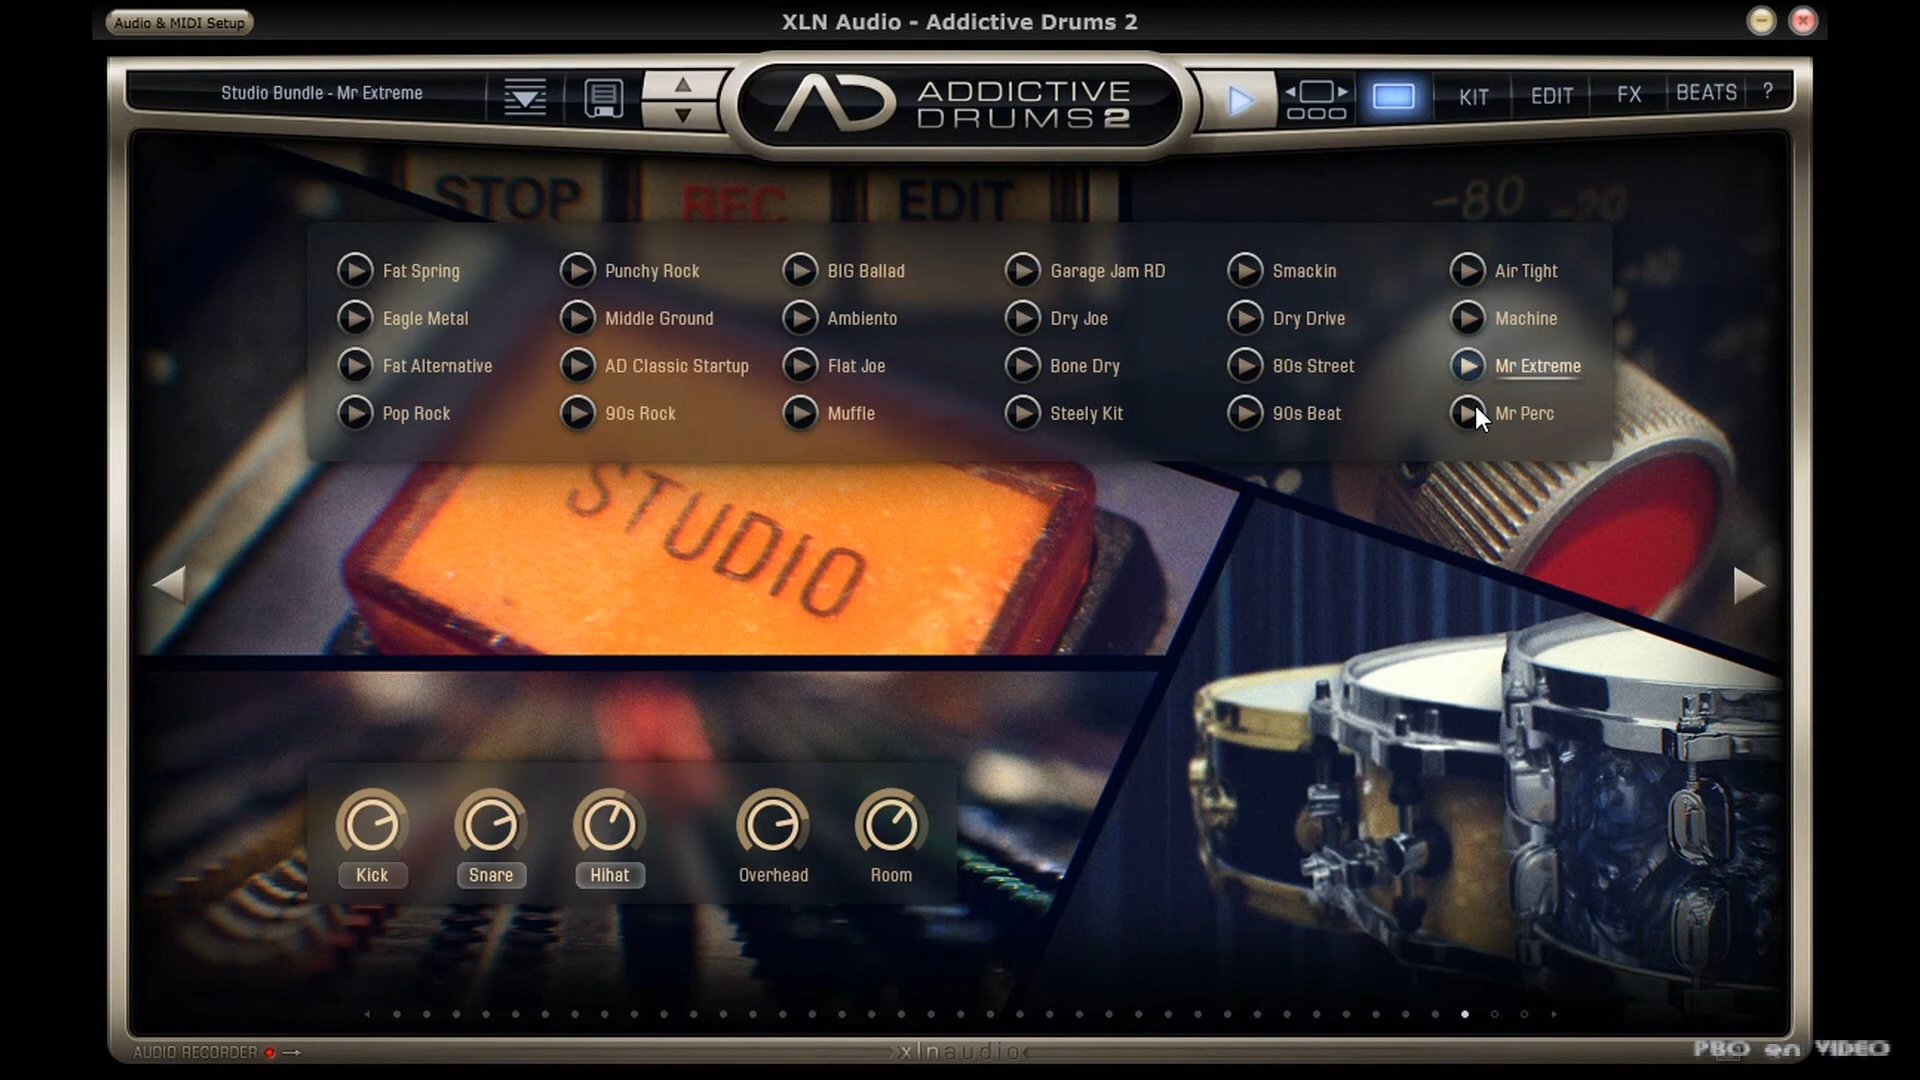 Audio & MIDI Setup
XLN Audio - Addictive Drums 2
Studio Bundle - Mr Extreme
ADDICTIVE
DRUMS 2
KIT EDIT FX BEATS ?
STOP REC EDIT
-80 -20
Fat Spring Punchy Rock BIG Ballad Garage Jam RD Smackin Air Tight
Eagle Metal Middle Ground Ambiento Dry Joe Dry Drive Machine
Fat Alternative AD Classic Startup Flat Joe Bone Dry 80s Street Mr Extreme
Pop Rock 90s Rock Muffle Steely Kit 90s Beat Mr Perc
STUDIO
Kick Snare Hihat Overhead Room
AUDIO RECORDER
xlnaudio
PBO en VIDEO